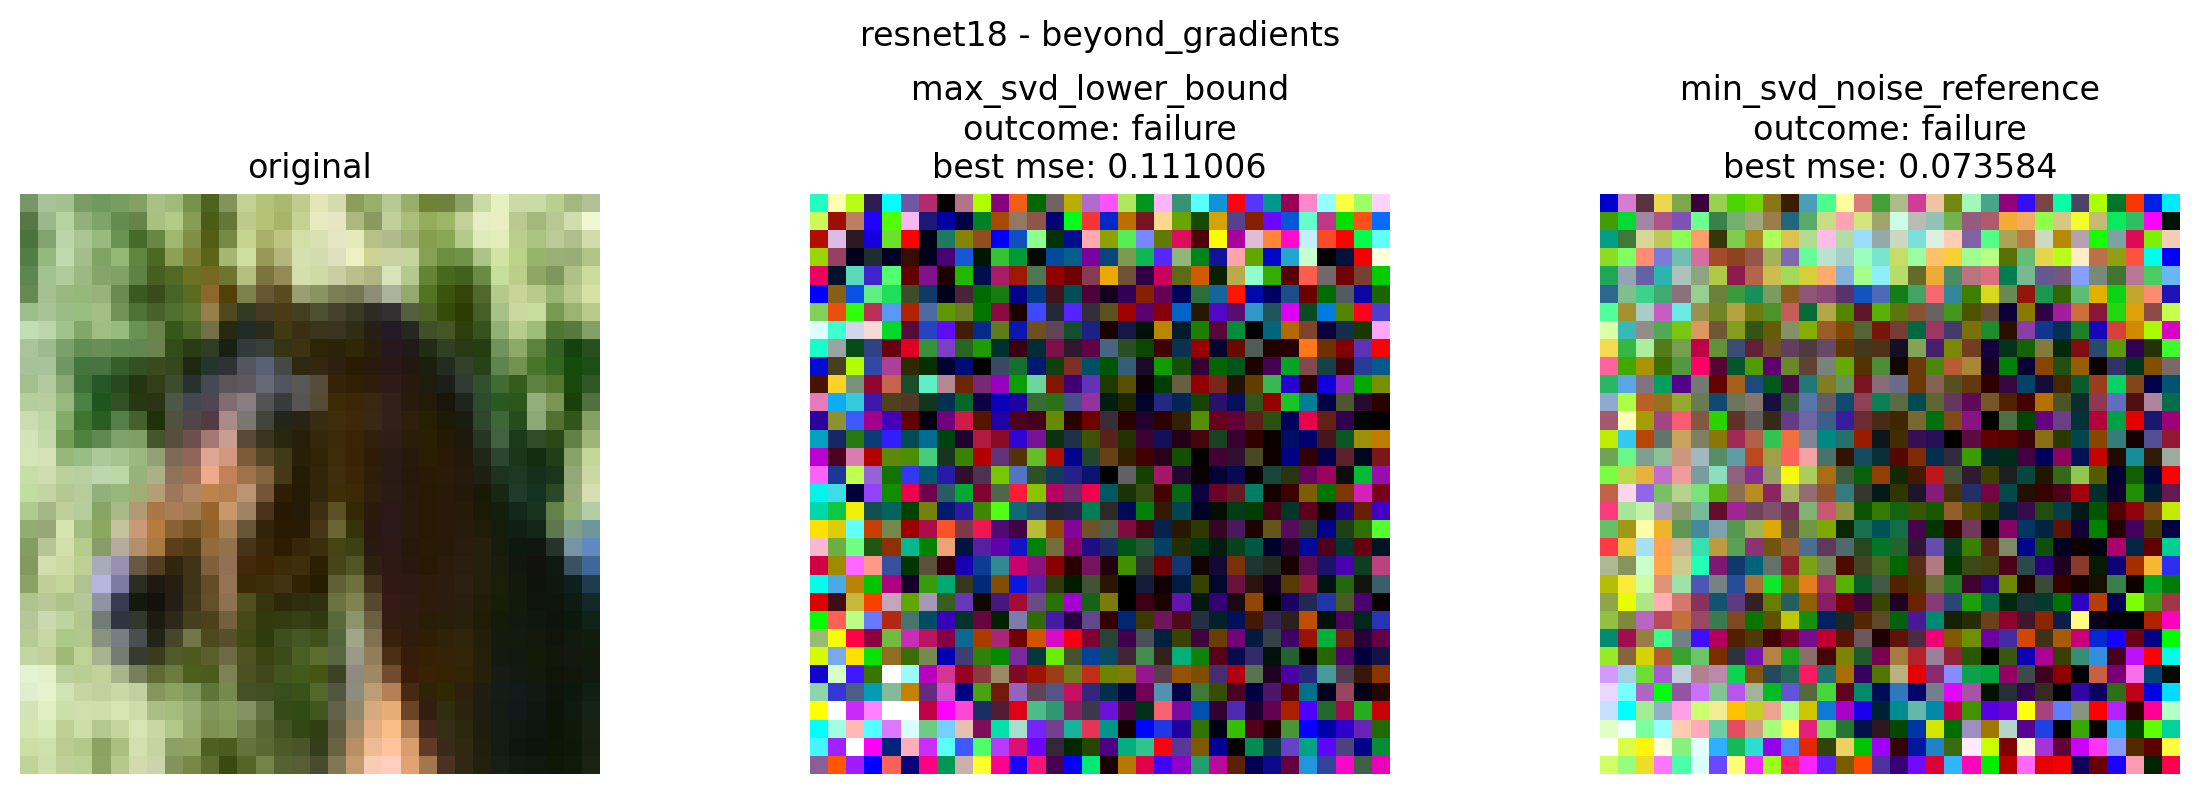 resnet18 - beyond_gradients
original
max_svd_lower_bound
outcome: failure
best mse: 0.111006
min_svd_noise_reference
outcome: failure
best mse: 0.073584